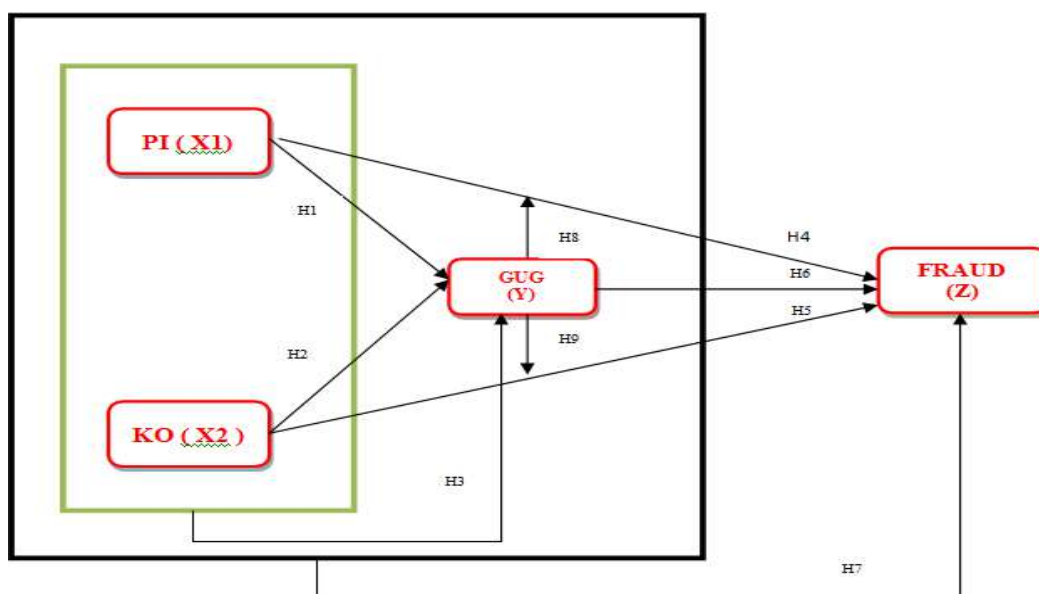 PI ( X1)
H1
H8
H4
GUG
(Y)
H6
FRAUD
(Z)
H5
H9
H2
KO ( X2 )
H3
H7